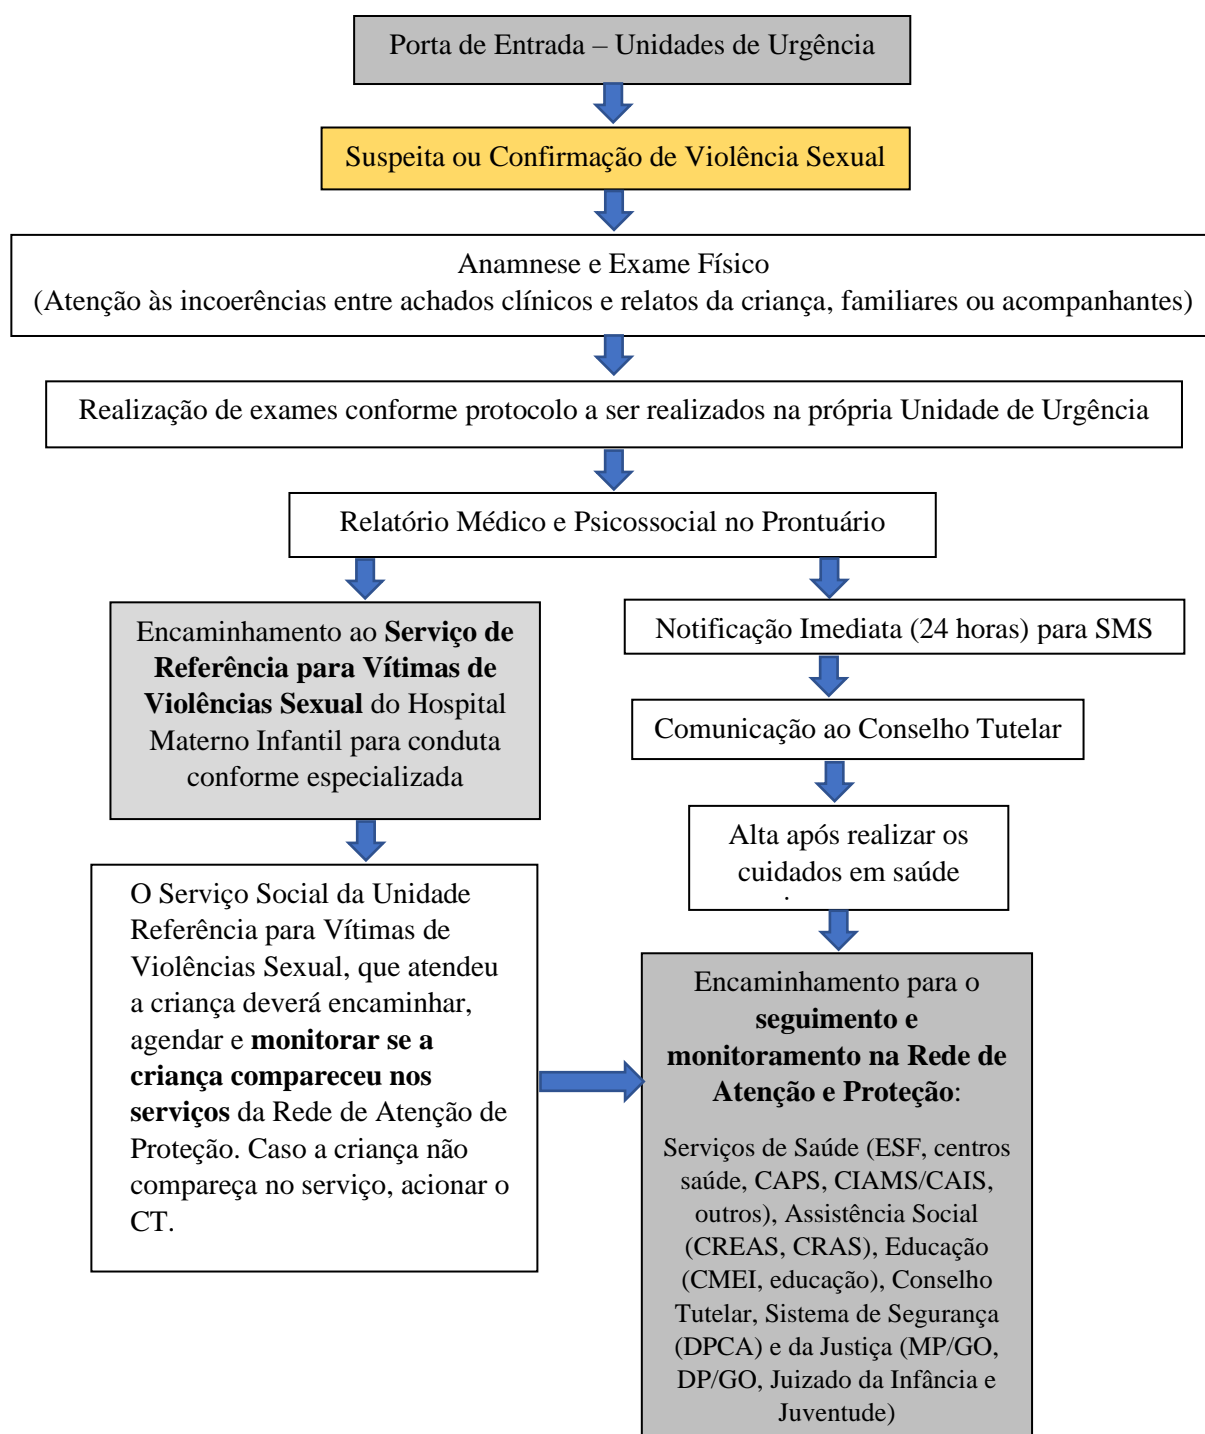 Porta de Entrada – Unidades de Urgência
Suspeita ou Confirmação de Violência Sexual
Anamnese e Exame Físico
(Atenção às incoerências entre achados clínicos e relatos da criança, familiares ou acompanhantes)
Realização de exames conforme protocolo a ser realizados na própria Unidade de Urgência
Relatório Médico e Psicossocial no Prontuário
Encaminhamento ao Serviço de
Referência para Vítimas de
Violências Sexual do Hospital
Materno Infantil para conduta
conforme especializada
O Serviço Social da Unidade
Referência para Vítimas de
Violências Sexual, que atendeu
a criança deverá encaminhar,
agendar e monitorar se a
criança compareceu nos
serviços da Rede de Atenção de
Proteção. Caso a criança não
compareça no serviço, acionar o
CT.
Notificação Imediata (24 horas) para SMS
Comunicação ao Conselho Tutelar
Alta após realizar os
cuidados em saúde
.
Encaminhamento para o
seguimento e
monitoramento na Rede de
Atenção e Proteção:
Serviços de Saúde (ESF, centros
saúde, CAPS, CIAMS/CAIS,
outros), Assistência Social
(CREAS, CRAS), Educação
(CMEI, educação), Conselho
Tutelar, Sistema de Segurança
(DPCA) e da Justiça (MP/GO,
DP/GO, Juizado da Infância e
Juventude)